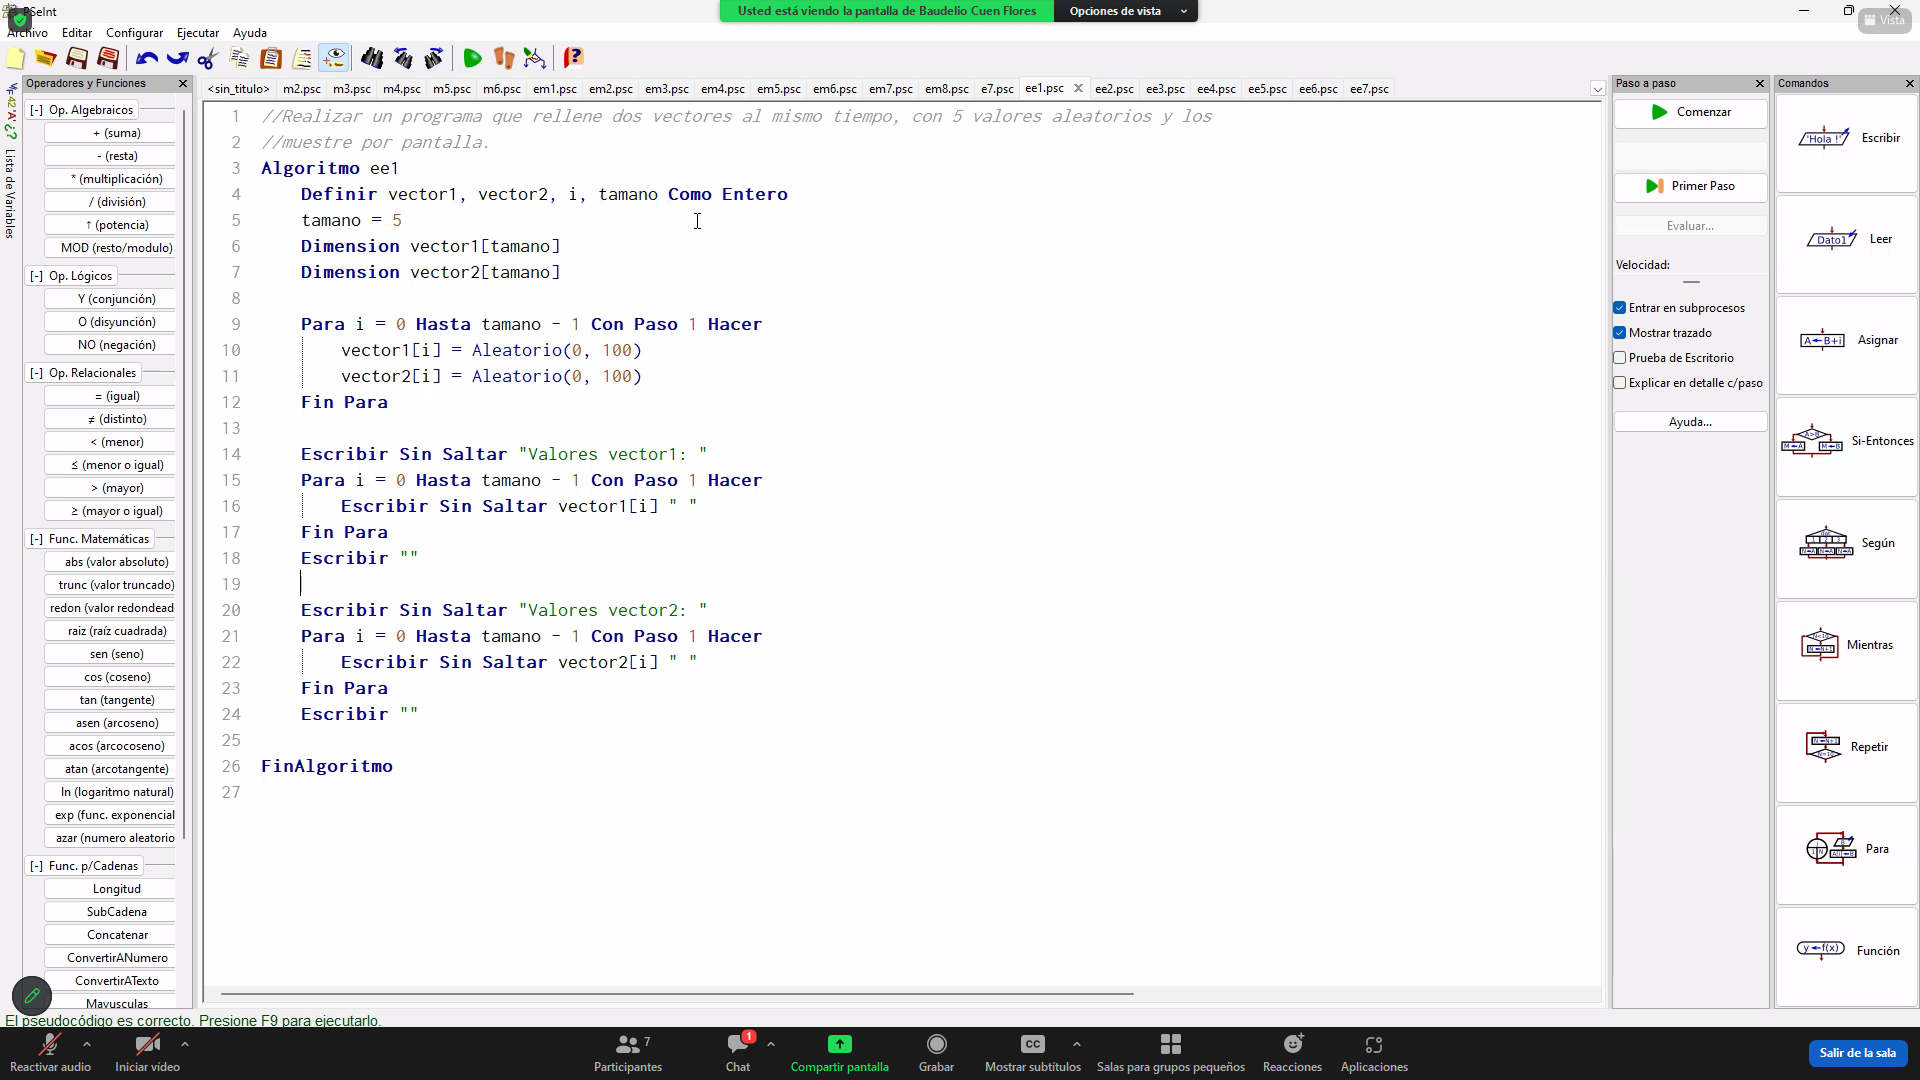 PSeInt
Usted está viendo la pantalla de Baudelio Cuen Flores
Opciones de vista
Vista
Archivo Editar Configurar Ejecutar Ayuda
Operadores y Funciones
<sin_titulo> m2.psc m3.psc m4.psc m5.psc m6.psc em1.psc em2.psc em3.psc em4.psc em5.psc em6.psc em7.psc em8.psc e7.psc ee1.psc ee2.psc ee3.psc ee4.psc ee5.psc ee6.psc ee7.psc
Lista de Variables
[-] Op. Algebraicos
+ (suma)
- (resta)
* (multiplicación)
/ (división)
↑ (potencia)
MOD (resto/modulo)
[-] Op. Lógicos
Y (conjunción)
O (disyunción)
NO (negación)
[-] Op. Relacionales
= (igual)
≠ (distinto)
< (menor)
≤ (menor o igual)
> (mayor)
≥ (mayor o igual)
[-] Func. Matemáticas
abs (valor absoluto)
trunc (valor truncado)
redon (valor redondead
raiz (raíz cuadrada)
sen (seno)
cos (coseno)
tan (tangente)
asen (arcoseno)
acos (arcocoseno)
atan (arcotangente)
ln (logaritmo natural)
exp (func. exponencial
azar (numero aleatorio
[-] Func. p/Cadenas
Longitud
SubCadena
Concatenar
ConvertirANumero
ConvertirATexto
Mayusculas
1 //Realizar un programa que rellene dos vectores al mismo tiempo, con 5 valores aleatorios y los
2 //muestre por pantalla.
3 Algoritmo ee1
4 Definir vector1, vector2, i, tamano Como Entero
5 tamano = 5
6 Dimension vector1[tamano]
7 Dimension vector2[tamano]
8
9 Para i = 0 Hasta tamano - 1 Con Paso 1 Hacer
10 vector1[i] = Aleatorio(0, 100)
11 vector2[i] = Aleatorio(0, 100)
12 Fin Para
13
14 Escribir Sin Saltar "Valores vector1: "
15 Para i = 0 Hasta tamano - 1 Con Paso 1 Hacer
16 Escribir Sin Saltar vector1[i] " "
17 Fin Para
18 Escribir ""
19
20 Escribir Sin Saltar "Valores vector2: "
21 Para i = 0 Hasta tamano - 1 Con Paso 1 Hacer
22 Escribir Sin Saltar vector2[i] " "
23 Fin Para
24 Escribir ""
25
26 FinAlgoritmo
27
Paso a paso
Comenzar
Primer Paso
Evaluar...
Velocidad:
Entrar en subprocesos
Mostrar trazado
Prueba de Escritorio
Explicar en detalle c/paso
Ayuda...
Comandos
'Hola !' Escribir
Dato1 Leer
A←B+i Asignar
Si-Entonces
Según
Mientras
Repetir
Para
y←f(x) Función
El pseudocódigo es correcto. Presione F9 para ejecutarlo.
Reactivar audio
Iniciar vídeo
7
Participantes
1
Chat
Compartir pantalla
Grabar
CC
Mostrar subtítulos
Salas para grupos pequeños
Reacciones
Aplicaciones
Salir de la sala